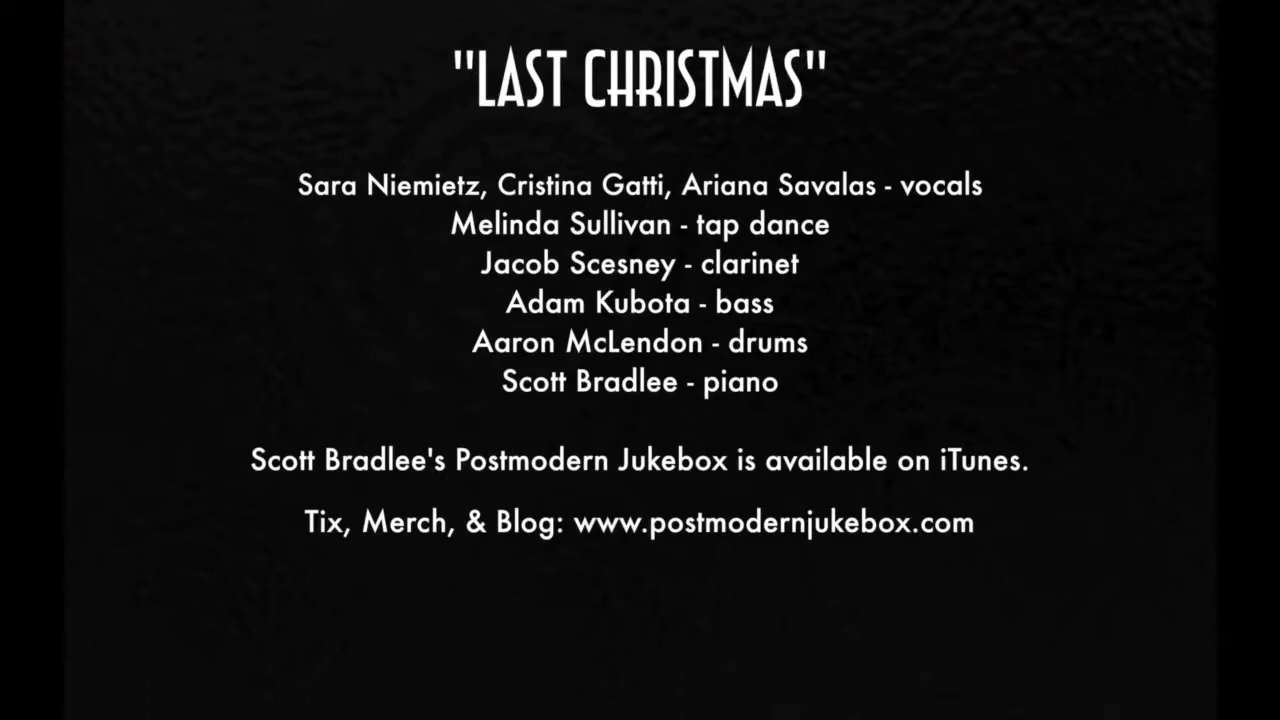 "LAST CHRISTMAS"
Sara Niemietz, Cristina Gatti, Ariana Savalas - vocals
Melinda Sullivan - tap dance
Jacob Scesney - clarinet
Adam Kubota - bass
Aaron McLendon - drums
Scott Bradlee - piano
Scott Bradlee's Postmodern Jukebox is available on iTunes.
Tix, Merch, & Blog: www.postmodernjukebox.com